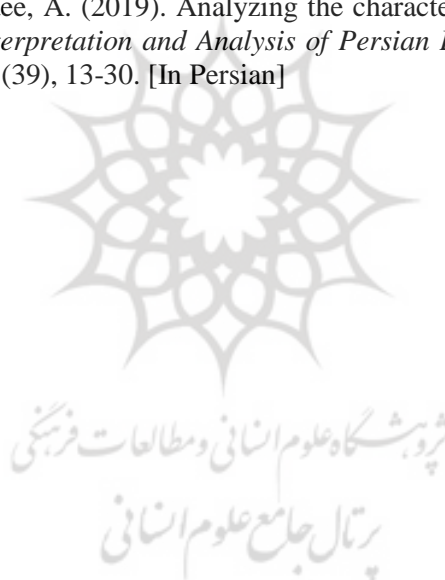 ee, A. (2019). Analyzing the characte
erpretation and Analysis of Persian
(39), 13-30. [In Persian]
پژوهشگاه علوم انسانی و مطالعات فرهنگی
پرتال جامع علوم انسانی